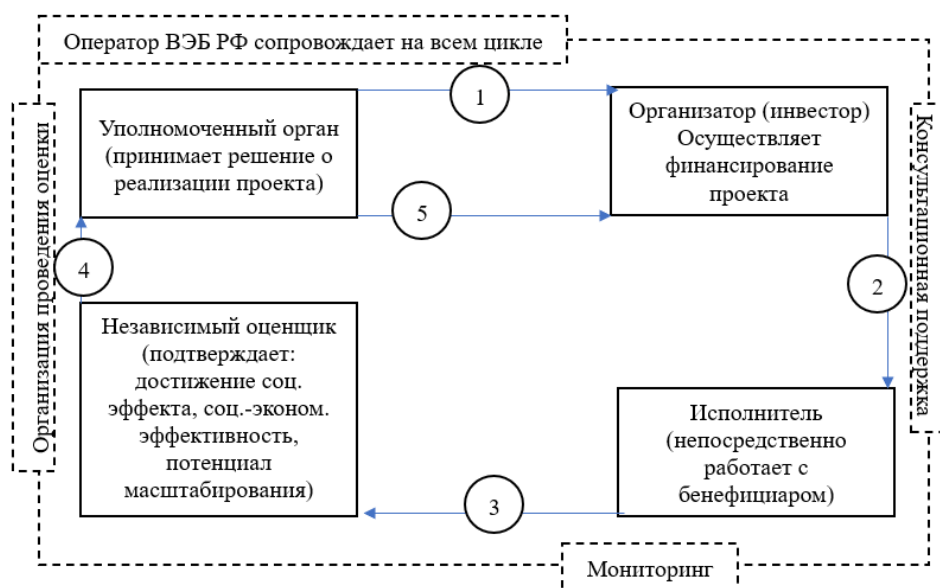 Оператор ВЭБ РФ сопровождает на всем цикле
1
Уполномоченный орган
(принимает решение о
реализации проекта)
Организатор (инвестор)
Осуществляет
финансирование
проекта
5
4
2
Организация проведения оценки
Консультационная поддержка
Независимый оценщик
(подтверждает:
достижение соц.
эффекта, соц.-эконом.
эффективность,
потенциал
масштабирования)
Исполнитель
(непосредственно
работает с
бенефициаром)
3
Мониторинг